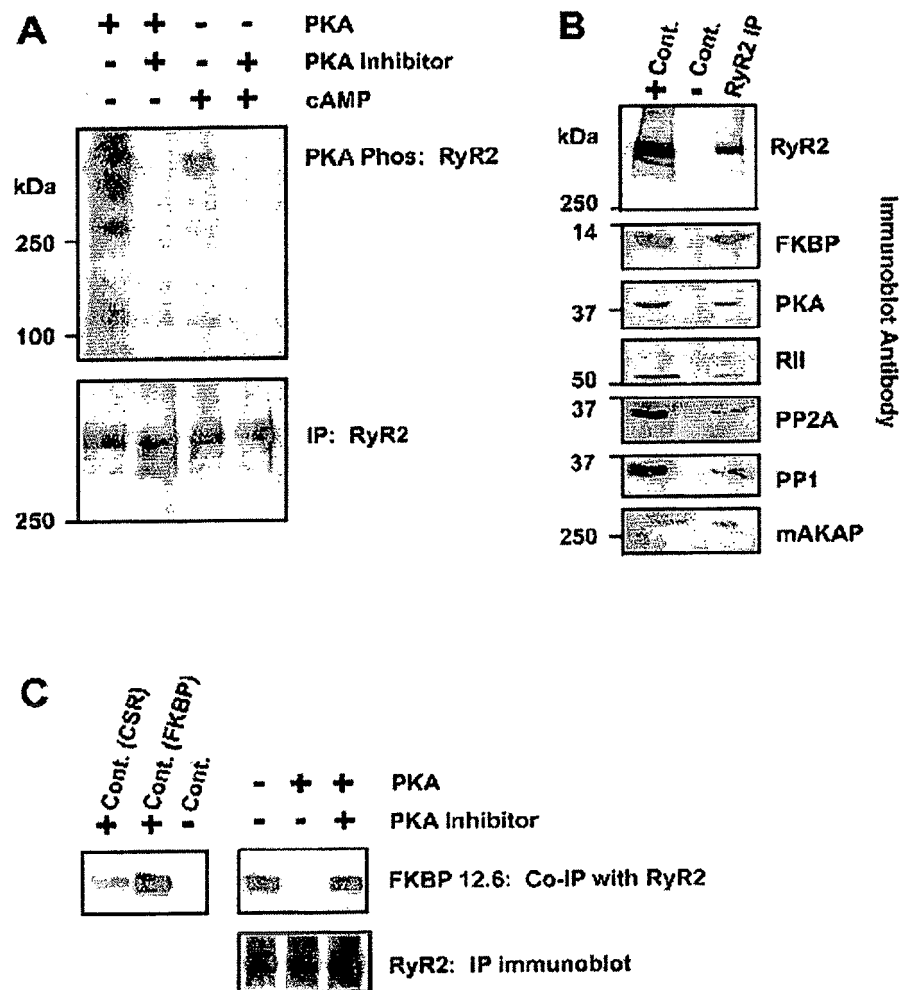 A
+ + - - PKA
- + - + PKA Inhibitor
- - + + cAMP
PKA Phos: RyR2
kDa
250
100
IP: RyR2
250
B
+ Cont.
- Cont.
RyR2 IP
kDa
RyR2
250
14
FKBP
37
PKA
RII
50
37
PP2A
37
PP1
250
mAKAP
Immunoblot Antibody
C
+ Cont. (CSR)
+ Cont. (FKBP)
- Cont.
- + + PKA
- - + PKA Inhibitor
FKBP 12.6: Co-IP with RyR2
RyR2: IP immunoblot